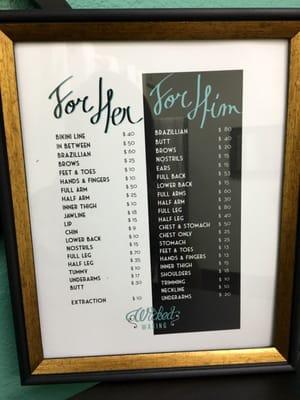 For Her
BIKINI LINE $ 40
IN BETWEEN $ 50
BRAZILLIAN $ 60
BROWS $ 25
FEET & TOES $ 10
HANDS & FINGERS $ 10
FULL ARM $ 50
HALF ARM $ 25
INNER THIGH $ 10
JAWLINE $ 18
LIP $ 15
CHIN $ 9
LOWER BACK $ 10
NOSTRILS $ 15
FULL LEG $ 70
HALF LEG $ 35
TUMMY $ 10
UNDERARMS $ 17
BUTT $ 30
EXTRACTION $ 10
For Him
BRAZILLIAN $ 80
BUTT $ 40
BROWS $ 20
NOSTRILS $ 15
EARS $
FULL BACK $
LOWER BACK $ 15
FULL ARMS $ 60
HALF ARM $ 30
FULL LEG $ 80
HALF LEG $ 40
CHEST & STOMACH $ 50
CHEST ONLY $ 25
STOMACH $ 25
FEET & TOES $
HANDS & FINGERS $ 15
INNER THIGH $ 15
SHOULDERS $
TRIMMING $ 10
NECKLINE $ 10
UNDERARMS $ 20
Wicked
WAXING